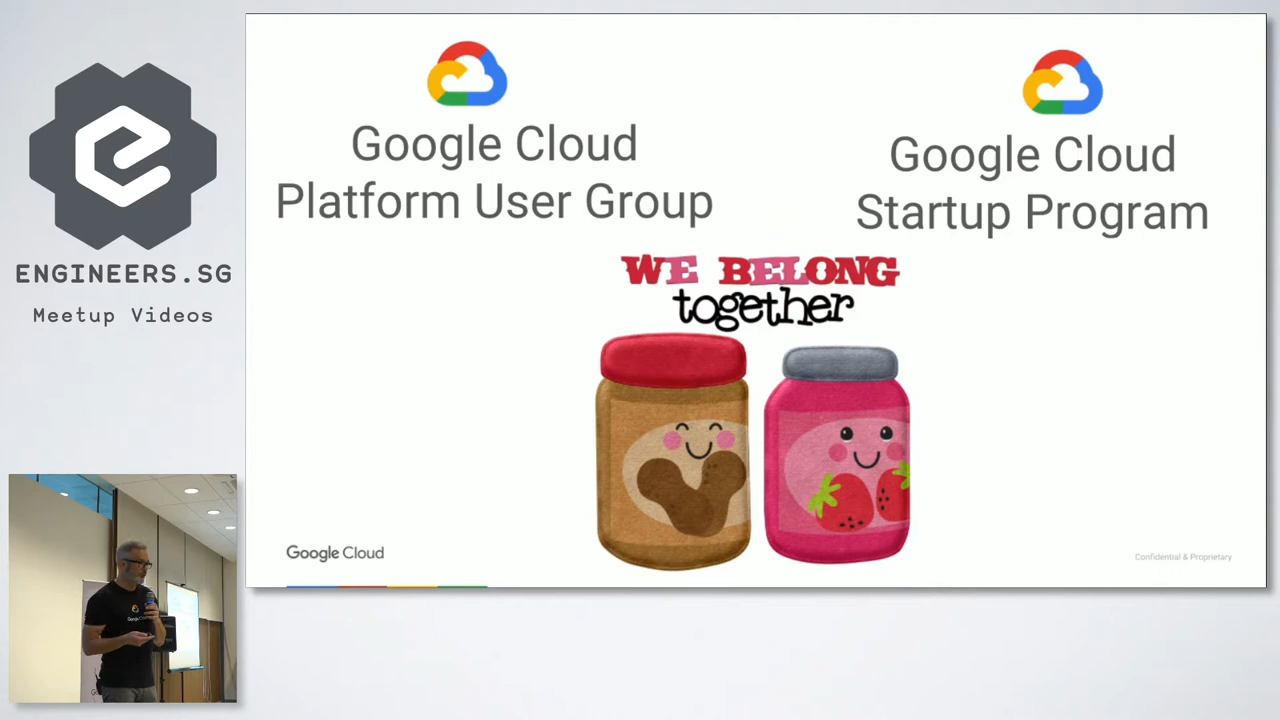 ENGINEERS.SG
Meetup Videos
Google Cloud
Platform User Group
Google Cloud
Startup Program
WE BELONG
together
Google Cloud
Confidential & Proprietary